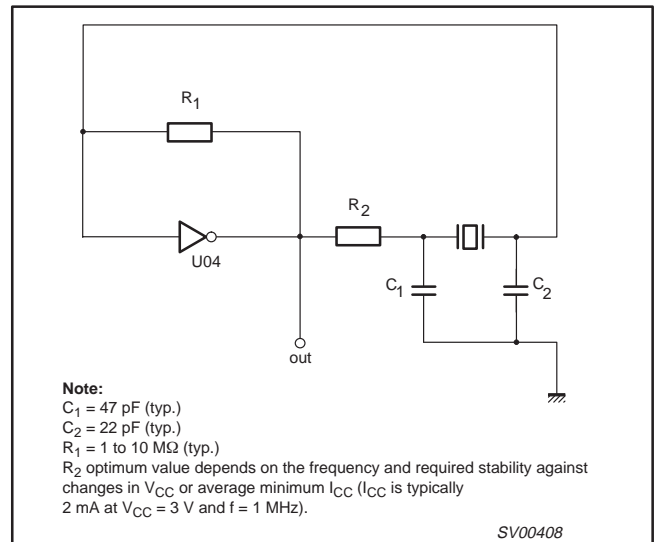 R1
R2
U04
C1
C2
out
Note:
C1 = 47 pF (typ.)
C2 = 22 pF (typ.)
R1 = 1 to 10 MΩ (typ.)
R2 optimum value depends on the frequency and required stability against
changes in VCC or average minimum ICC (ICC is typically
2 mA at VCC = 3 V and f = 1 MHz).
SV00408